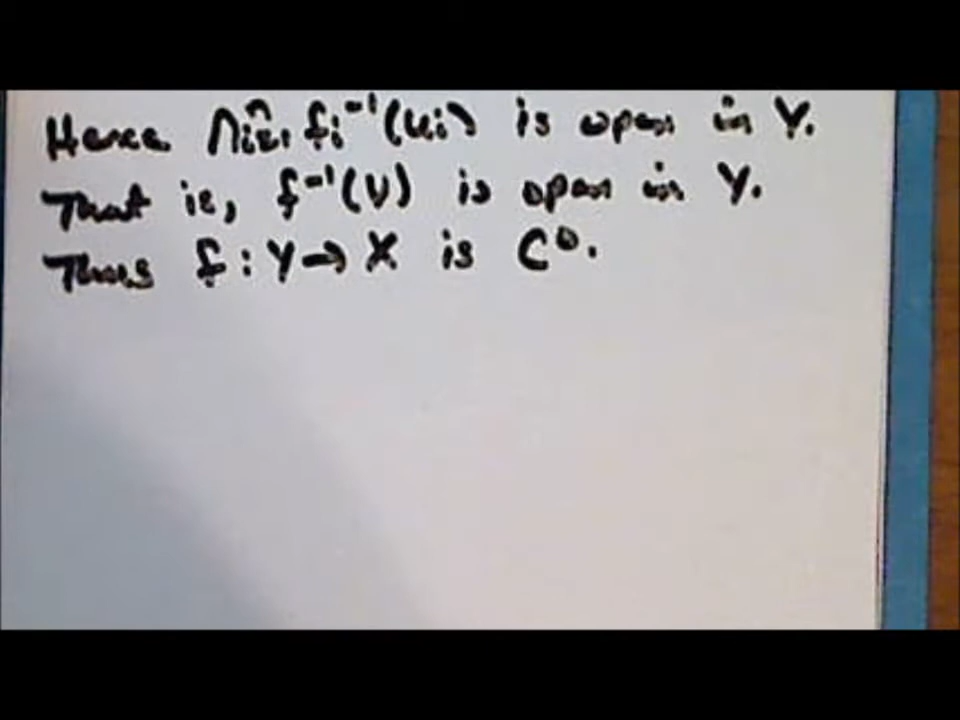 Hence ⋂ᵢ₌₁ⁿ fᵢ⁻¹(Uᵢ) is open in Y.
That is, f⁻¹(V) is open in Y.
Thus f : Y → X is C⁰.